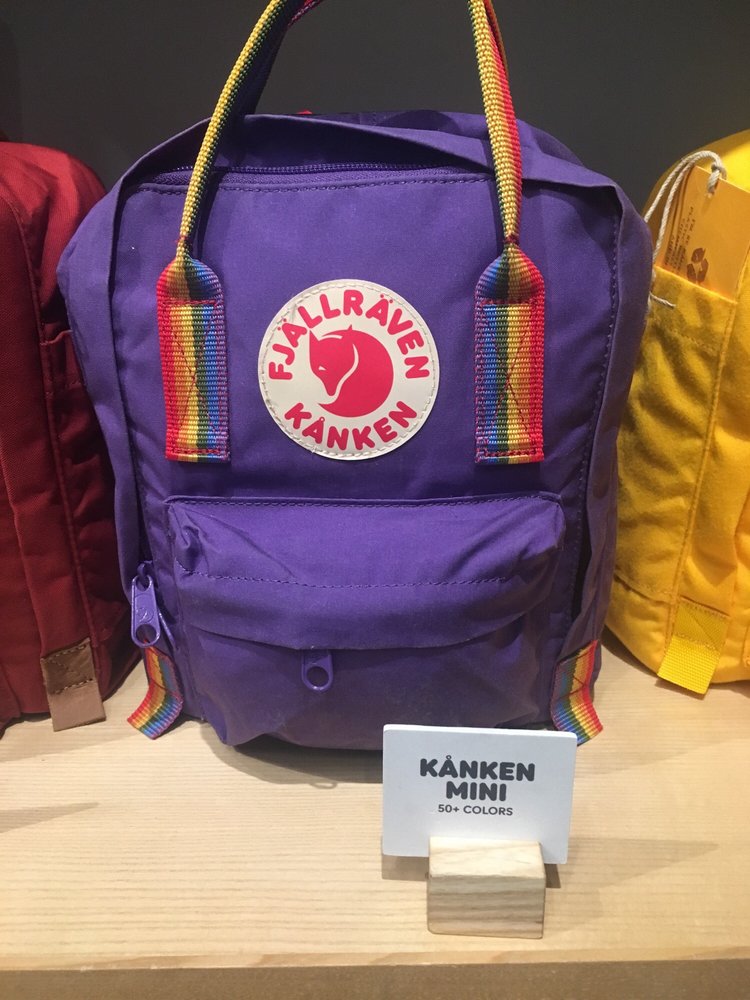 FJÄLLRÄVEN
KÅNKEN
KÅNKEN
MINI
50+ COLORS